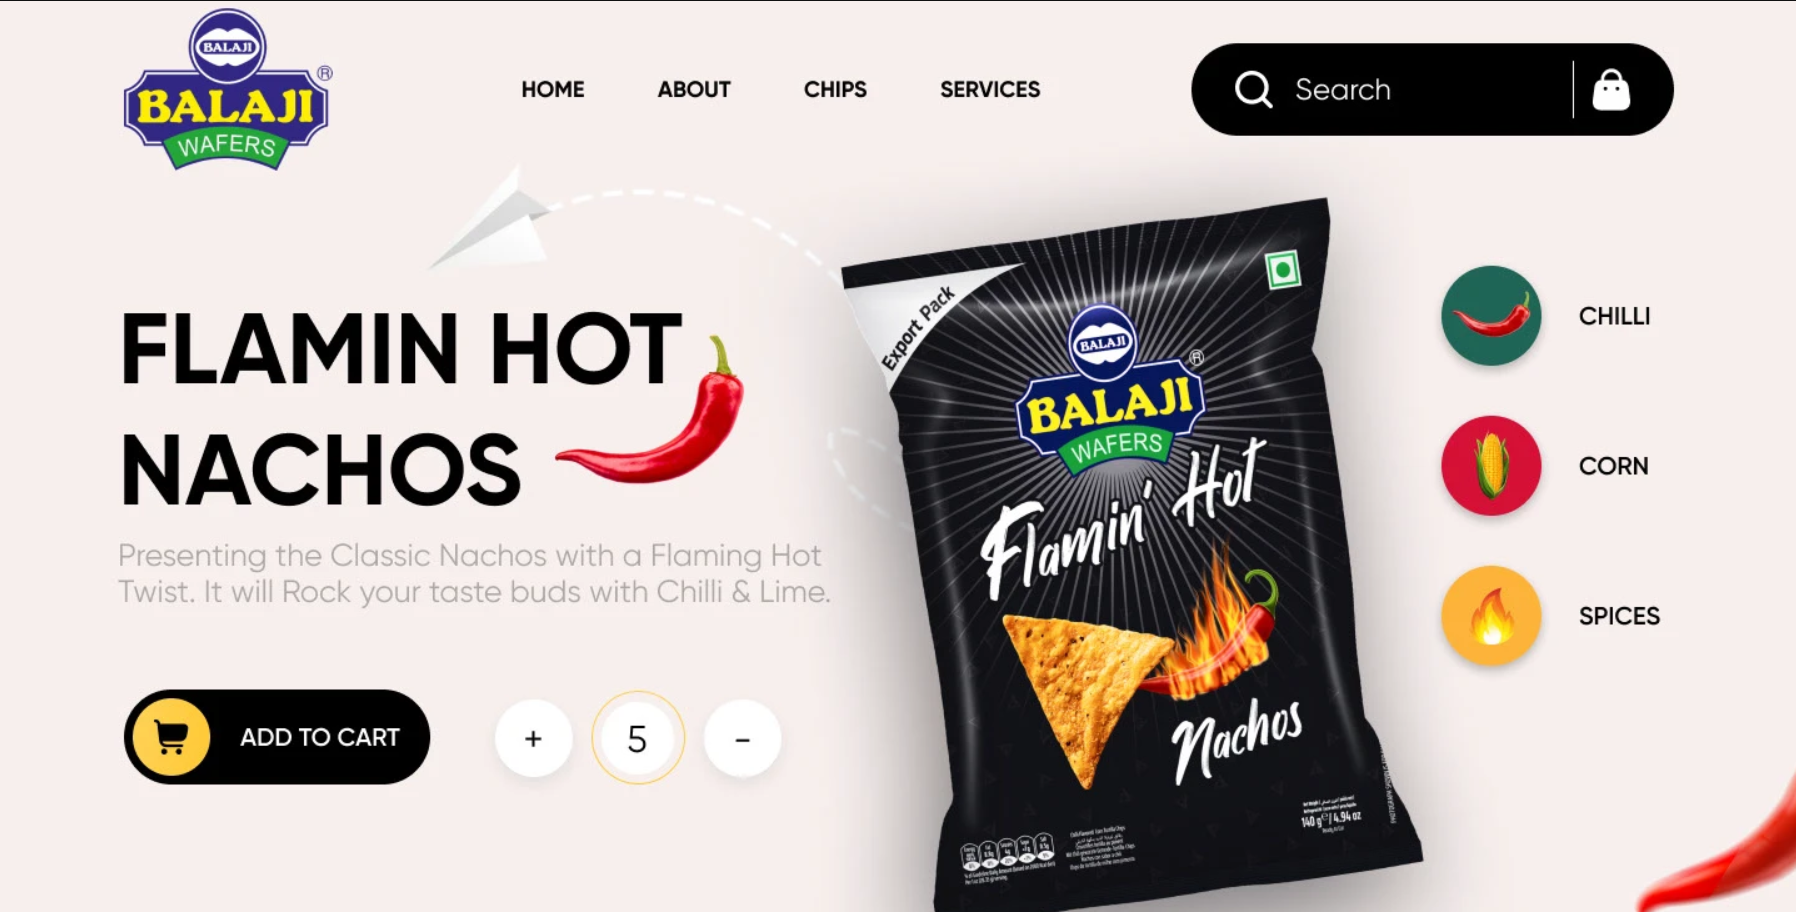 BALAJI
BALAJI
®
WAFERS
HOME
ABOUT
CHIPS
SERVICES
Search
FLAMIN HOT
NACHOS
Presenting the Classic Nachos with a Flaming Hot
Twist. It will Rock your taste buds with Chilli & Lime.
ADD TO CART
+
5
-
Export Pack
BALAJI
®
BALAJI
WAFERS
Flamin' Hot
Nachos
140 g℮/4.94 oz
CHILLI
CORN
SPICES